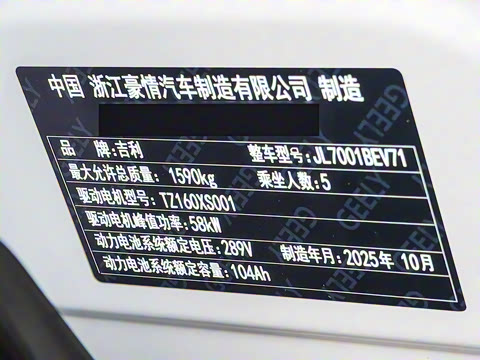 中国 浙江豪情汽车制造有限公司 制造
品 牌:吉利 整车型号:JL7001BEV71
最大允许总质量: 1590kg 乘坐人数:5
驱动电机型号: TZ160XS001
驱动电机峰值功率:58kW
动力电池系统额定电压:289V 制造年月:2025年 10月
动力电池系统额定容量:104Ah